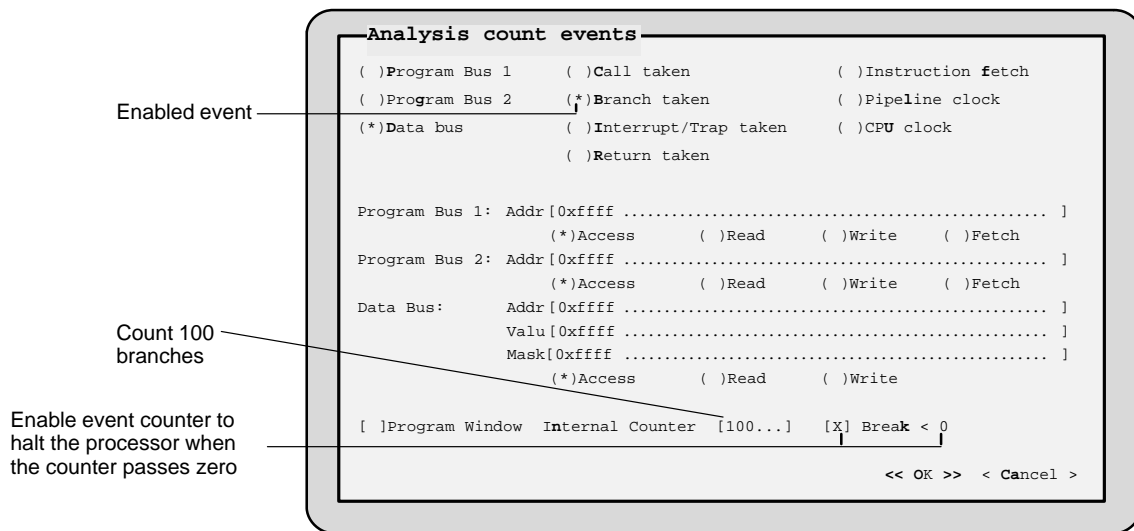 Analysis count events
( )Program Bus 1 ( )Call taken ( )Instruction fetch
( )Program Bus 2 (*)Branch taken ( )Pipeline clock
Enabled event
(*)Data bus ( )Interrupt/Trap taken ( )CPU clock
( )Return taken
Program Bus 1: Addr[0xffff ..................................................... ]
(*)Access ( )Read ( )Write ( )Fetch
Program Bus 2: Addr[0xffff ..................................................... ]
(*)Access ( )Read ( )Write ( )Fetch
Data Bus: Addr[0xffff ..................................................... ]
Valu[0xffff ..................................................... ]
Mask[0xffff ..................................................... ]
(*)Access ( )Read ( )Write
Count 100
branches
[ ]Program Window Internal Counter [100...] [X] Break < 0
Enable event counter to
halt the processor when
the counter passes zero
<< OK >> < Cancel >